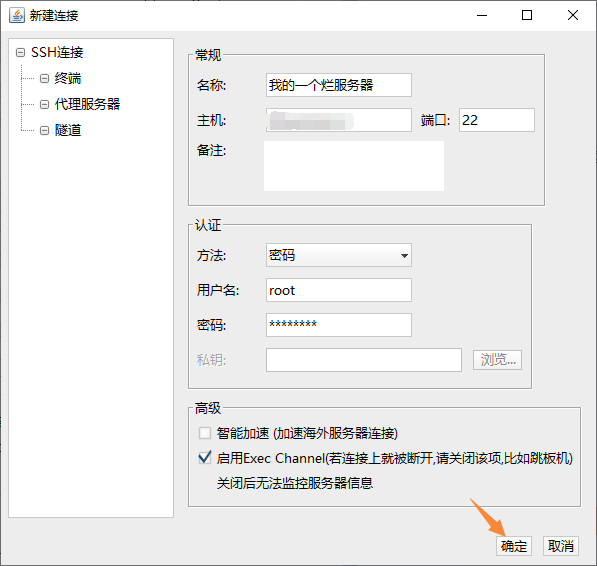 新建连接
SSH连接
终端
代理服务器
隧道
常规
名称: 我的一个烂服务器
主机: 端口: 22
备注:
认证
方法: 密码
用户名: root
密码: ********
私钥: 浏览...
高级
智能加速 (加速海外服务器连接)
启用Exec Channel(若连接上就被断开,请关闭该项,比如跳板机)
关闭后无法监控服务器信息
确定 取消